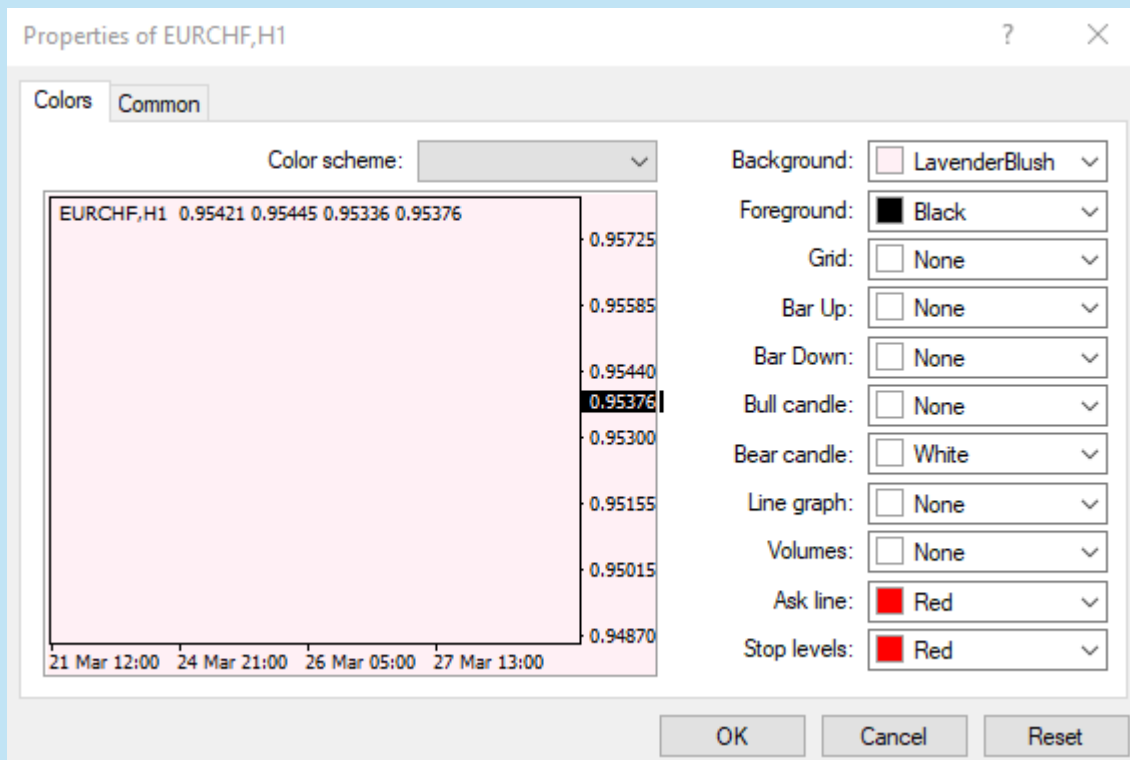 Properties of EURCHF,H1 ?
Colors Common
Color scheme:
EURCHF,H1 0.95421 0.95445 0.95336 0.95376
0.95725
0.95585
0.95440
0.95376
0.95300
0.95155
0.95015
0.94870
21 Mar 12:00 24 Mar 21:00 26 Mar 05:00 27 Mar 13:00
Background: LavenderBlush
Foreground: Black
Grid: None
Bar Up: None
Bar Down: None
Bull candle: None
Bear candle: White
Line graph: None
Volumes: None
Ask line: Red
Stop levels: Red
OK Cancel Reset